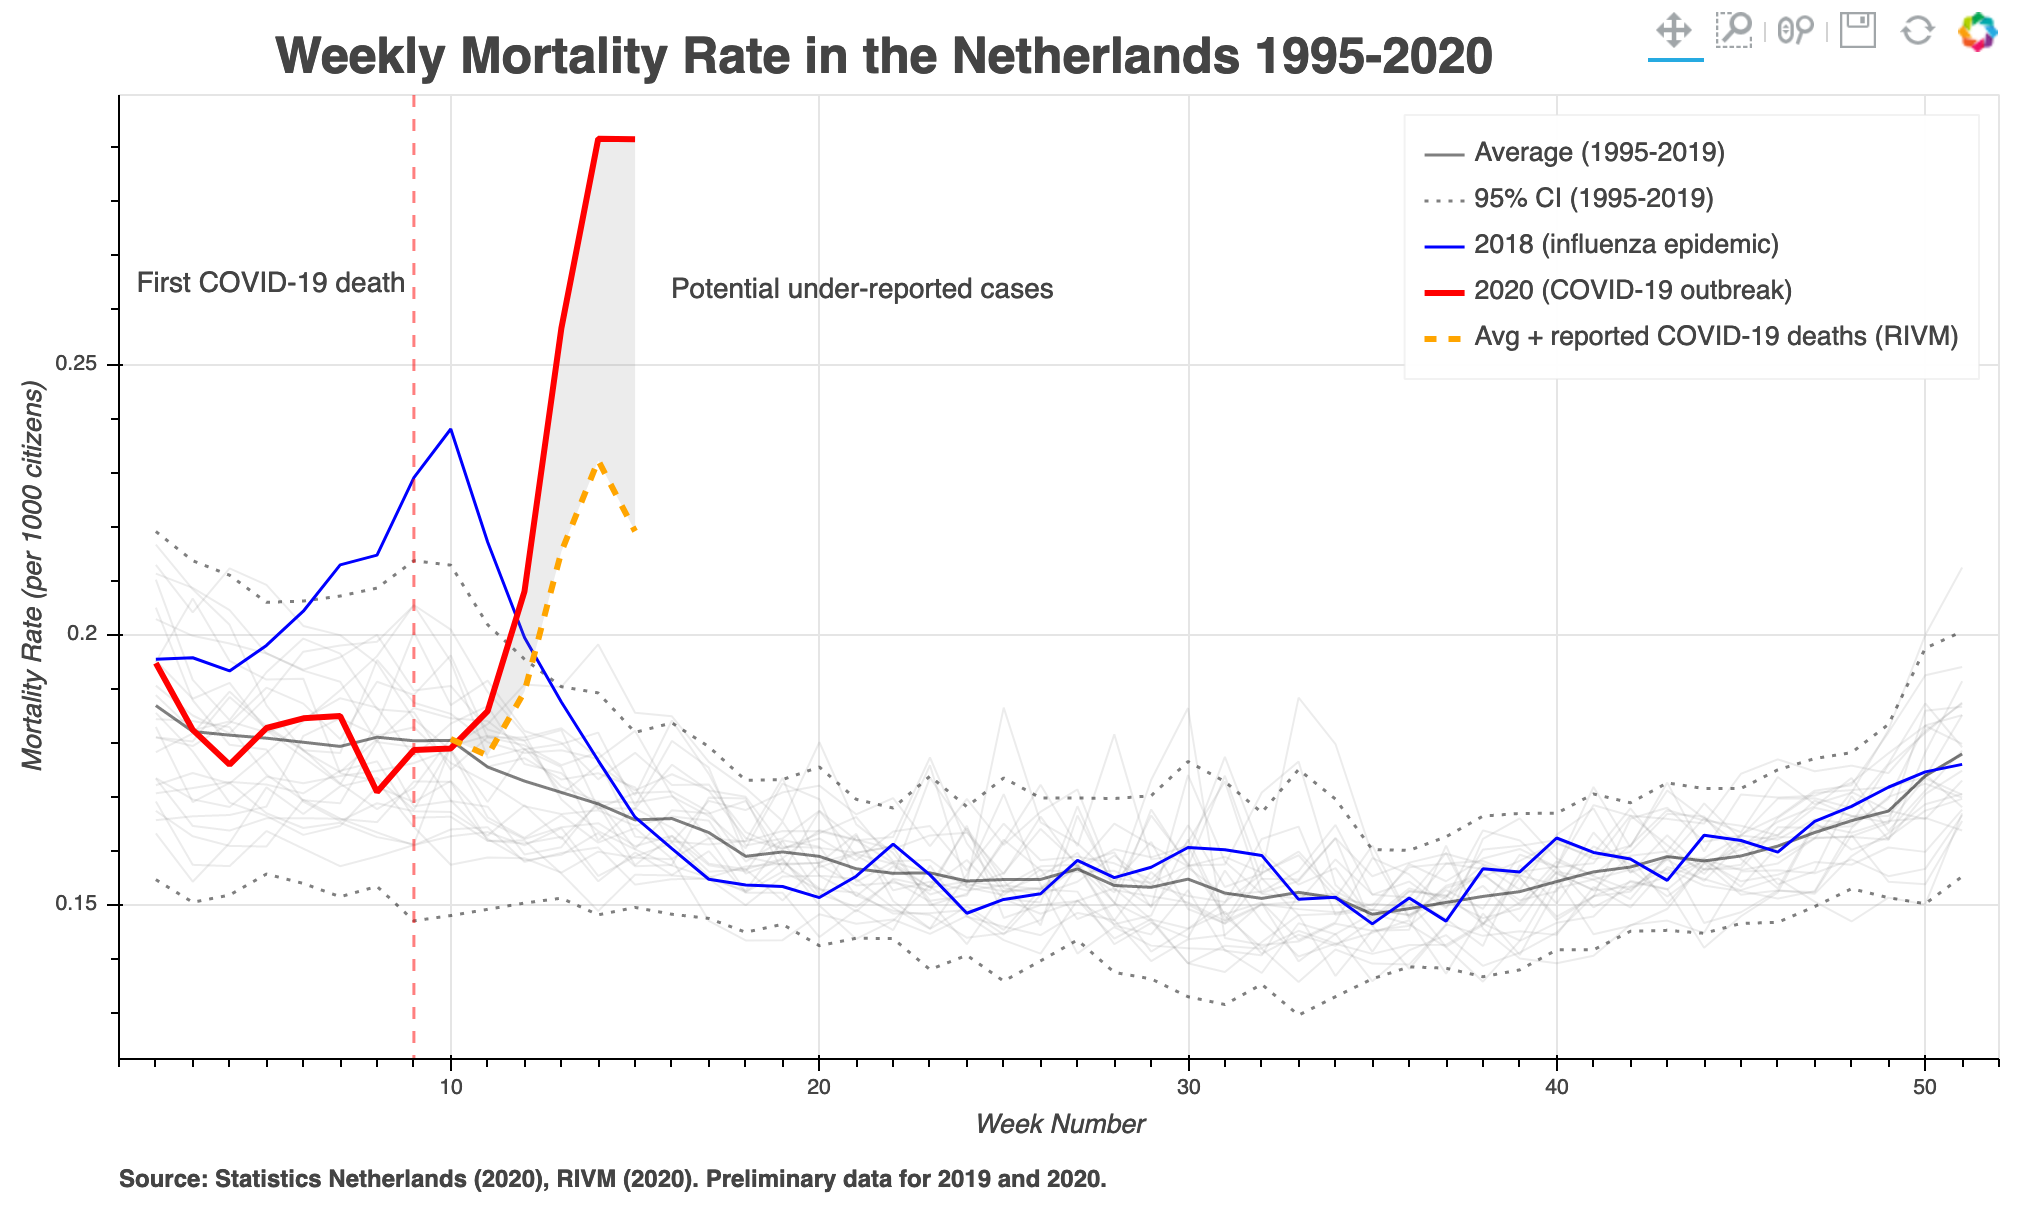 Weekly Mortality Rate in the Netherlands 1995-2020
Average (1995-2019)
95% CI (1995-2019)
2018 (influenza epidemic)
2020 (COVID-19 outbreak)
Avg + reported COVID-19 deaths (RIVM)
First COVID-19 death
Potential under-reported cases
Mortality Rate (per 1000 citizens)
0.25
0.2
0.15
10
20
30
40
50
Week Number
Source: Statistics Netherlands (2020), RIVM (2020). Preliminary data for 2019 and 2020.